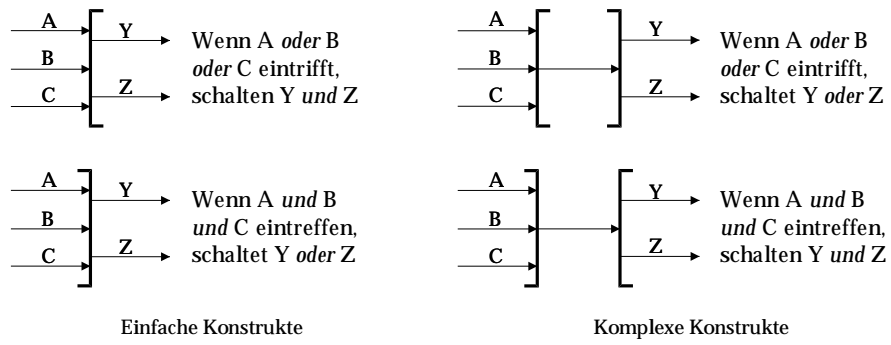 A
B
C
Y
Z
Wenn A oder B
oder C eintrifft,
schalten Y und Z
A
B
C
Y
Z
Wenn A oder B
oder C eintrifft,
schaltet Y oder Z
A
B
C
Y
Z
Wenn A und B
und C eintreffen,
schaltet Y oder Z
A
B
C
Y
Z
Wenn A und B
und C eintreffen,
schalten Y und Z
Einfache Konstrukte
Komplexe Konstrukte